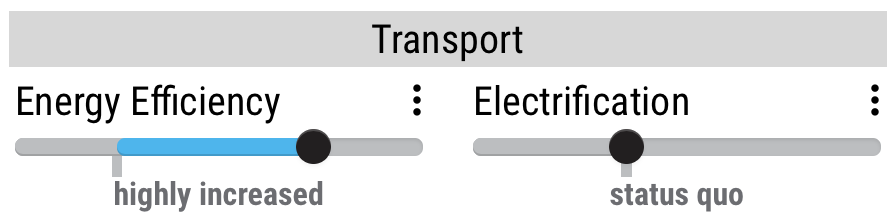 Transport
Energy Efficiency
Electrification
highly increased
status quo